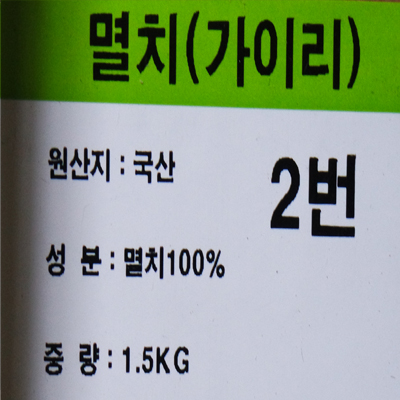 멸치(가이리)
원산지 : 국산
2번
성 분 : 멸치100%
중 량 : 1.5KG